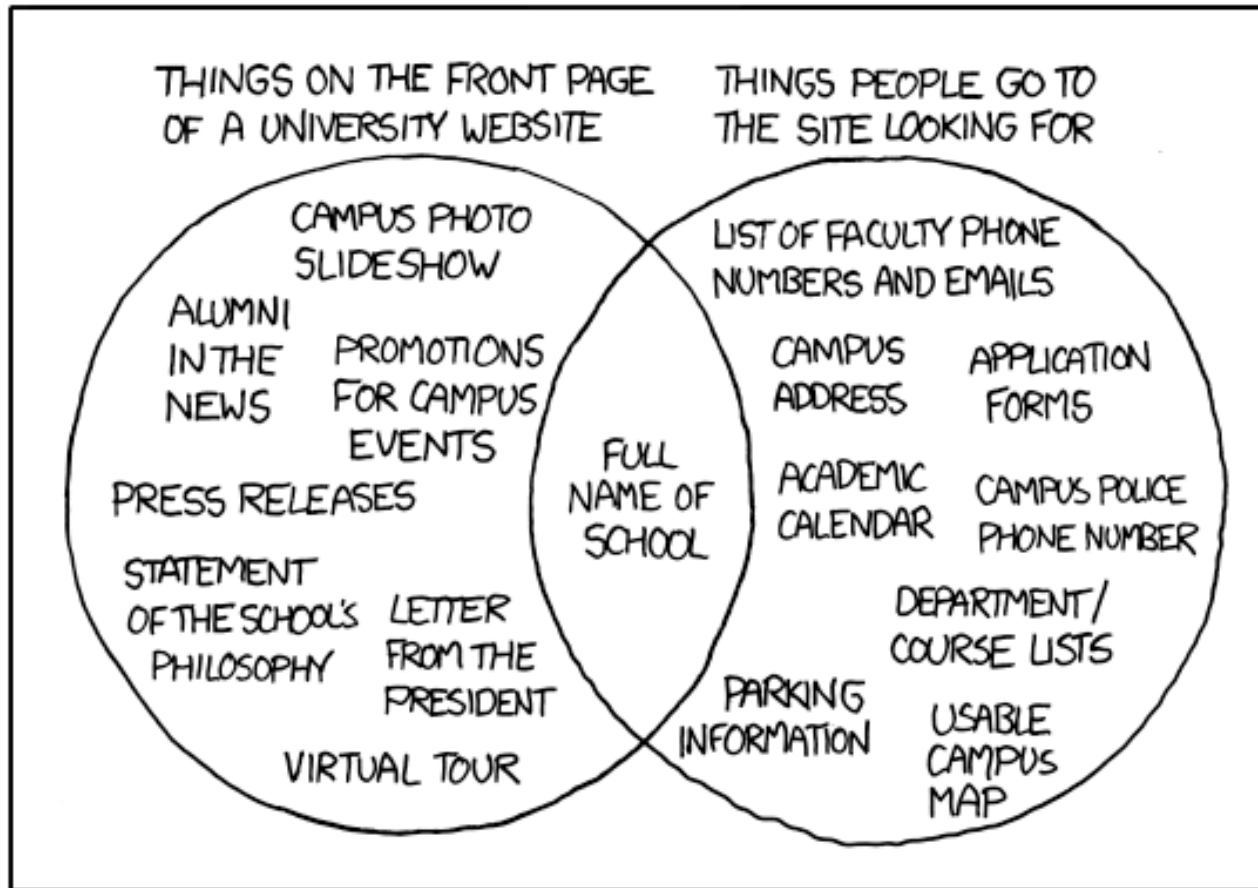 THINGS ON THE FRONT PAGE
OF A UNIVERSITY WEBSITE
THINGS PEOPLE GO TO
THE SITE LOOKING FOR
CAMPUS PHOTO
SLIDESHOW
ALUMNI
IN THE
NEWS
PROMOTIONS
FOR CAMPUS
EVENTS
PRESS RELEASES
STATEMENT
OF THE SCHOOL'S
PHILOSOPHY
LETTER
FROM THE
PRESIDENT
VIRTUAL TOUR
FULL
NAME OF
SCHOOL
LIST OF FACULTY PHONE
NUMBERS AND EMAILS
CAMPUS
ADDRESS
APPLICATION
FORMS
ACADEMIC
CALENDAR
CAMPUS POLICE
PHONE NUMBER
DEPARTMENT/
COURSE LISTS
PARKING
INFORMATION
USABLE
CAMPUS
MAP